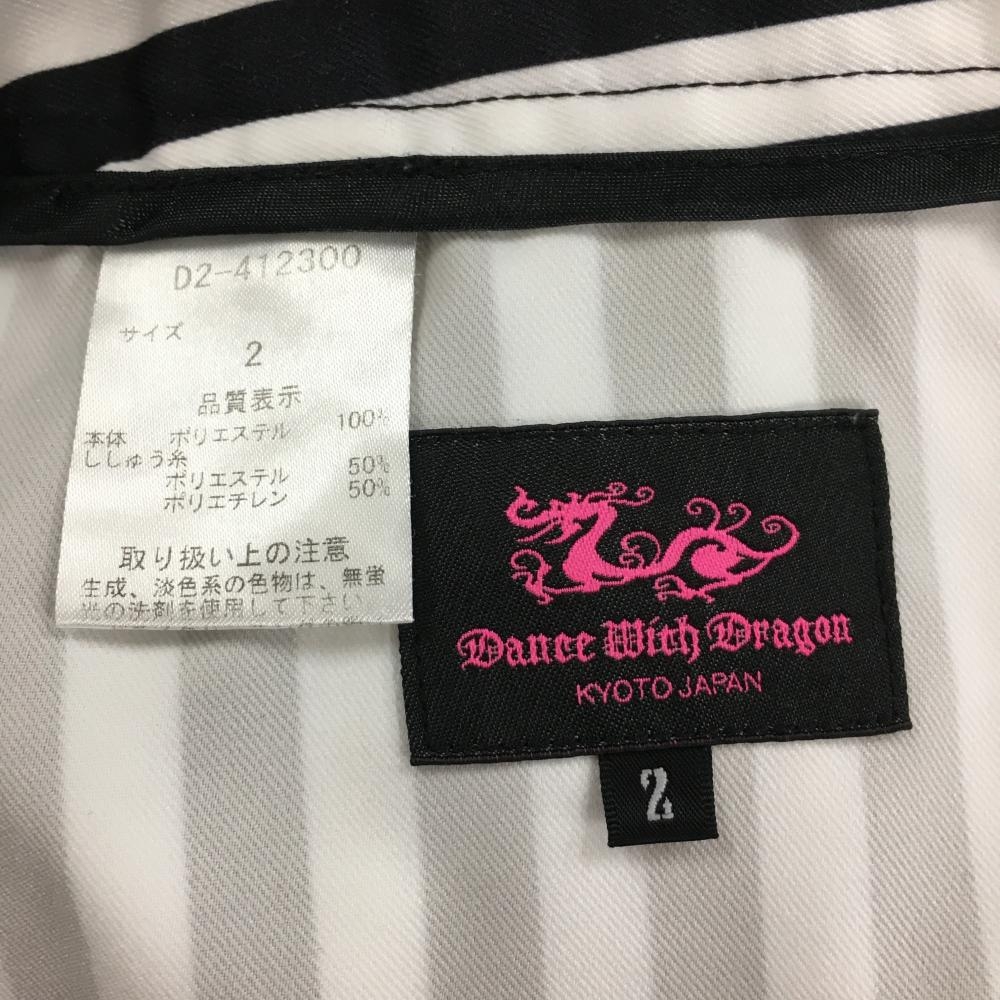 D2-412300
サイズ
2
品質表示
本体 ポリエステル 100%
ししゅう糸
ポリエステル 50%
ポリエチレン 50%
取り扱い上の注意
生成、淡色系の色物は、無蛍
光の洗剤を使用して下さい
Dance With Dragon
KYOTO JAPAN
2